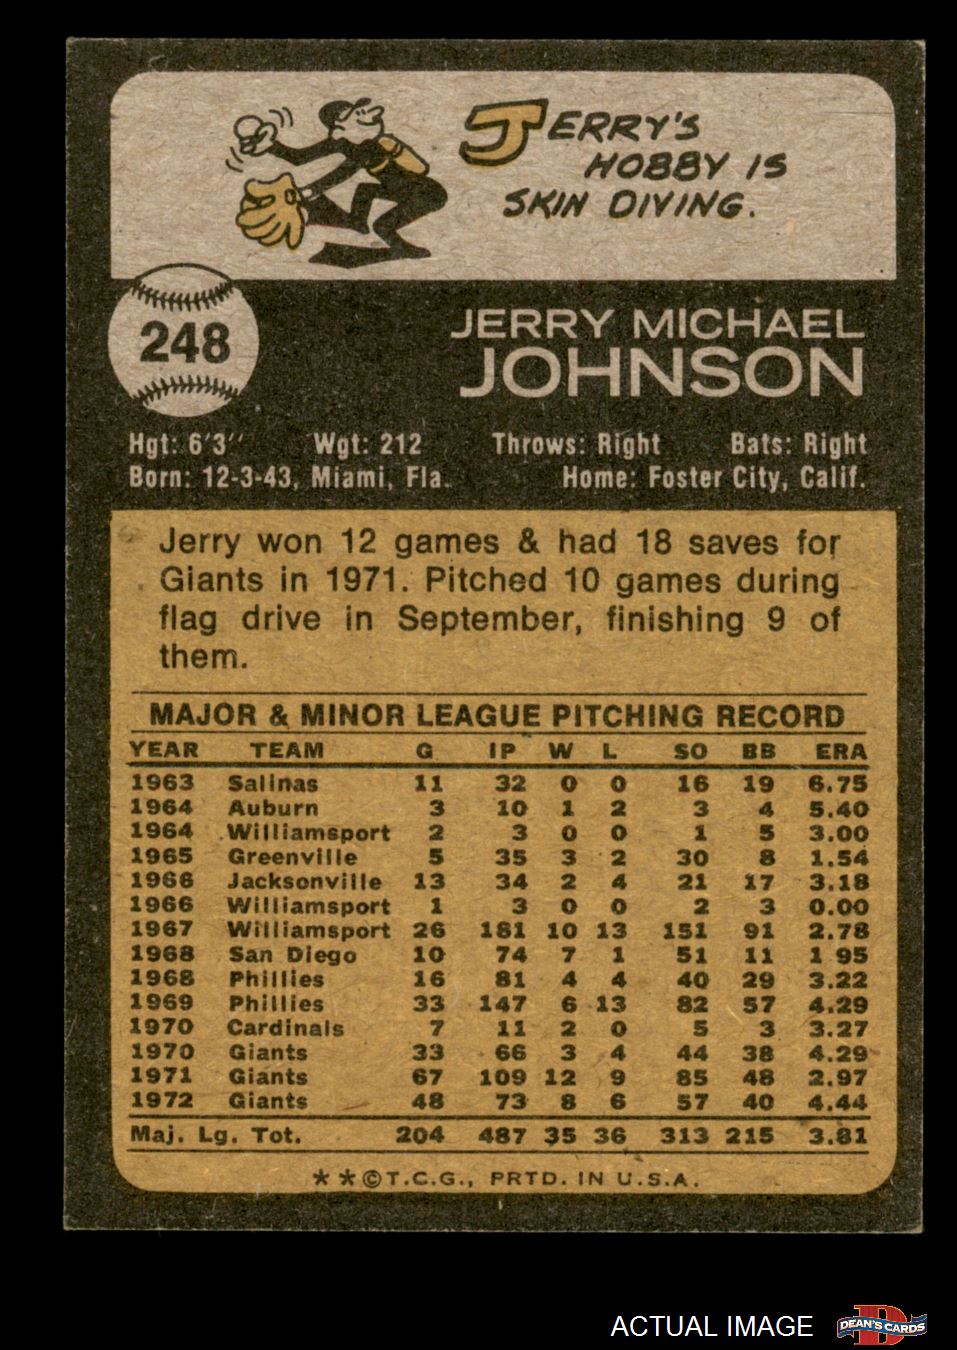 JERRY'S
HOBBY IS
SKIN DIVING.
248
JERRY MICHAEL
JOHNSON
Hgt: 6'3'' Wgt: 212 Throws: Right Bats: Right
Born: 12-3-43, Miami, Fla. Home: Foster City, Calif.
Jerry won 12 games & had 18 saves for
Giants in 1971. Pitched 10 games during
flag drive in September, finishing 9 of
them.
MAJOR & MINOR LEAGUE PITCHING RECORD
YEAR TEAM G IP W L SO BB ERA
1963 Salinas 11 32 0 0 16 19 6.75
1964 Auburn 3 10 1 2 3 4 5.40
1964 Williamsport 2 3 0 0 1 5 3.00
1965 Greenville 5 35 3 2 30 8 1.54
1966 Jacksonville 13 34 2 4 21 17 3.18
1966 Williamsport 1 3 0 0 2 3 0.00
1967 Williamsport 26 181 10 13 151 91 2.78
1968 San Diego 10 74 7 1 51 11 1 95
1968 Phillies 16 81 4 4 40 29 3.22
1969 Phillies 33 147 6 13 82 57 4.29
1970 Cardinals 7 11 2 0 5 3 3.27
1970 Giants 33 66 3 4 44 38 4.29
1971 Giants 67 109 12 9 85 48 2.97
1972 Giants 48 73 8 6 57 40 4.44
Maj. Lg. Tot. 204 487 35 36 313 215 3.81
**©T.C.G., PRTD. IN U.S.A.
ACTUAL IMAGE
D
DEAN'S CARDS